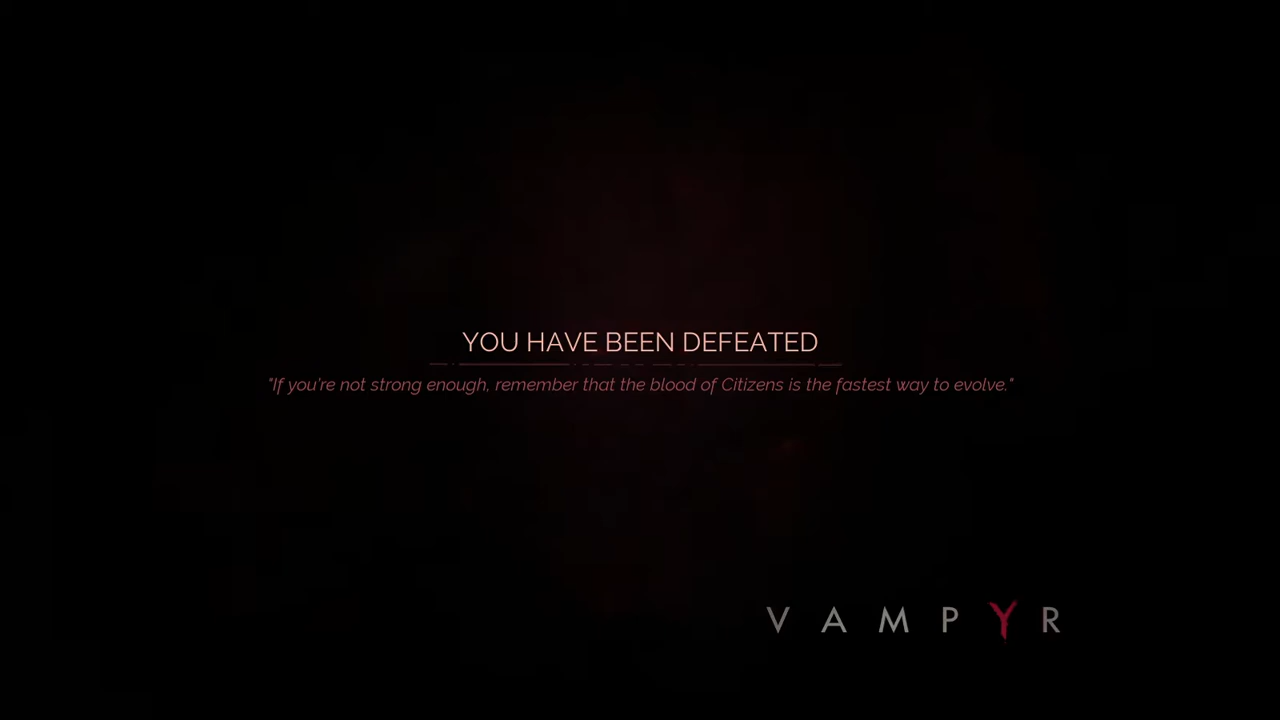 YOU HAVE BEEN DEFEATED
"If you're not strong enough, remember that the blood of Citizens is the fastest way to evolve."
VAMPYR